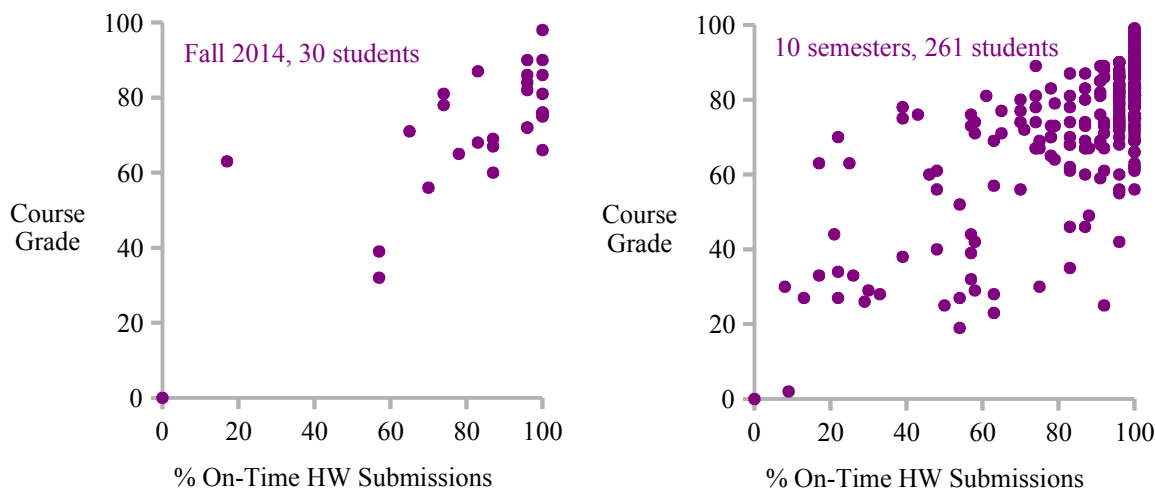 Fall 2014, 30 students
100
80
60
40
20
0
Course
Grade
0 20 40 60 80 100
% On-Time HW Submissions
10 semesters, 261 students
100
80
60
40
20
0
Course
Grade
0 20 40 60 80 100
% On-Time HW Submissions